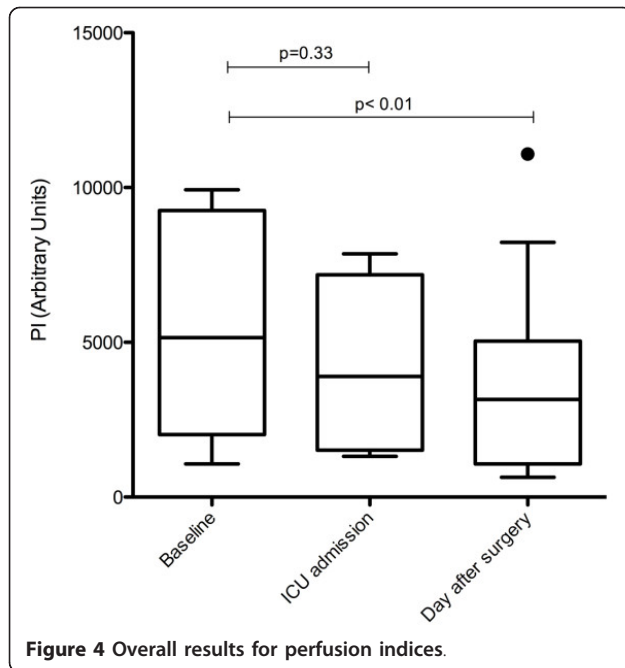 15000
p=0.33
p< 0.01
10000
PI (Arbitrary Units)
5000
0
Baseline
ICU admission
Day after surgery
Figure 4 Overall results for perfusion indices.